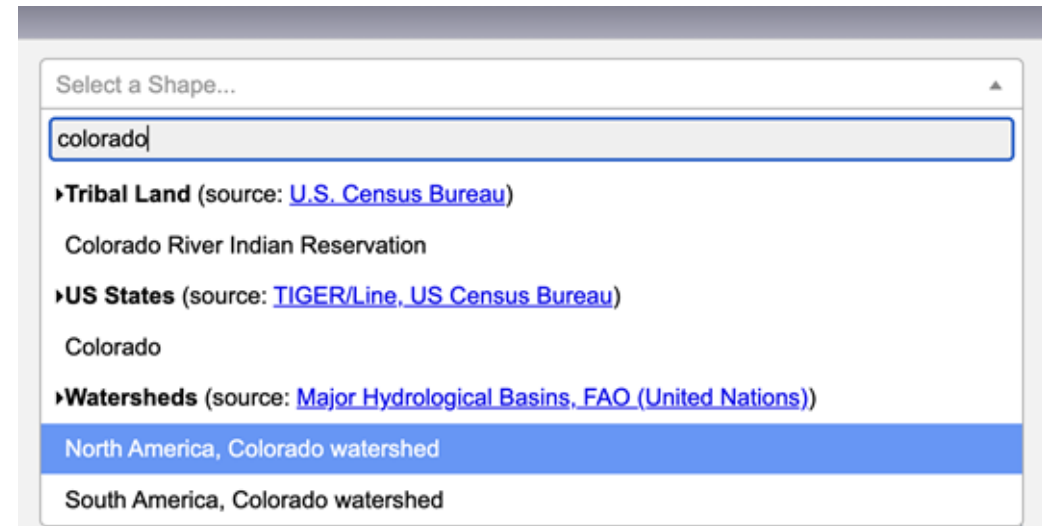 Select a Shape...
colorado
Tribal Land (source: U.S. Census Bureau)
Colorado River Indian Reservation
US States (source: TIGER/Line, US Census Bureau)
Colorado
Watersheds (source: Major Hydrological Basins, FAO (United Nations))
North America, Colorado watershed
South America, Colorado watershed